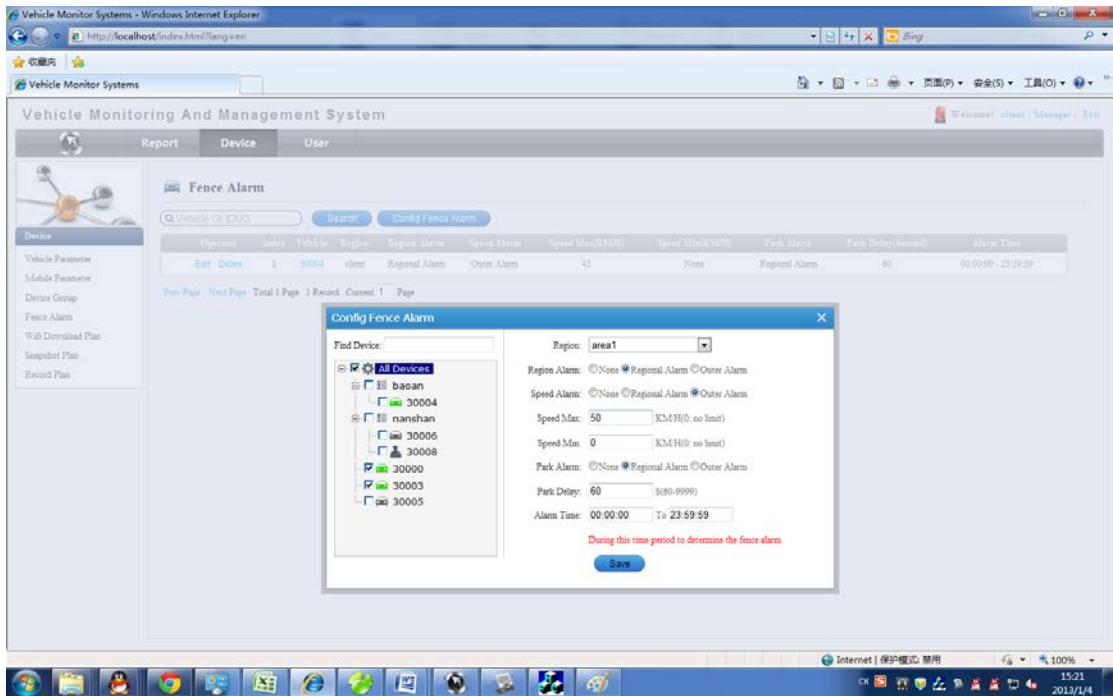 Vehicle Monitor Systems - Windows Internet Explorer
http://localhost/index.html?lang=en
Bing
收藏夹
Vehicle Monitor Systems
页面(P) 安全(S) 工具(O)
Vehicle Monitoring And Management System
Welcome! client | Manager | Exit
Report Device User
Fence Alarm
Vehicle Or IDNO Search Config Fence Alarm
Device
Operator Index Vehicle Region Region Alarm Speed Alarm Speed Max(KM/H) Speed Min(KM/H) Park Alarm Park Delay(Second) Alarm Time
Vehicle Parameter
Edit Delete 1 30004 client Regional Alarm Outer Alarm 45 None Regional Alarm 60 00:00:00 - 23:59:59
Mobile Parameter
Device Group
Prev Page Next Page Total 1 Page 1 Record Current 1 Page
Fence Alarm
Wifi Download Plan
Snapshot Plan
Record Plan
Config Fence Alarm
Find Device:
All Devices
baoan
30004
nanshan
30006
30008
30000
30003
30005
Region: area1
Region Alarm: None Regional Alarm Outer Alarm
Speed Alarm: None Regional Alarm Outer Alarm
Speed Max: 50 KM/H(0: no limit)
Speed Min: 0 KM/H(0: no limit)
Park Alarm: None Regional Alarm Outer Alarm
Park Delay: 60 S(60-9999)
Alarm Time: 00:00:00 To 23:59:59
During this time period to determine the fence alarm
Save
Internet | 保护模式: 禁用
100%
CH
15:21
2013/1/4